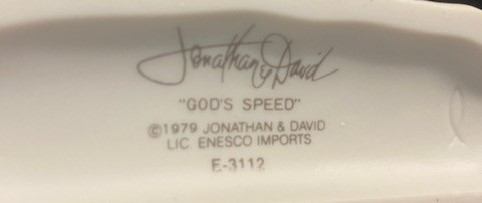 Jonathan & David
"GOD'S SPEED"
©1979 JONATHAN & DAVID
LIC. ENESCO IMPORTS
E-3112